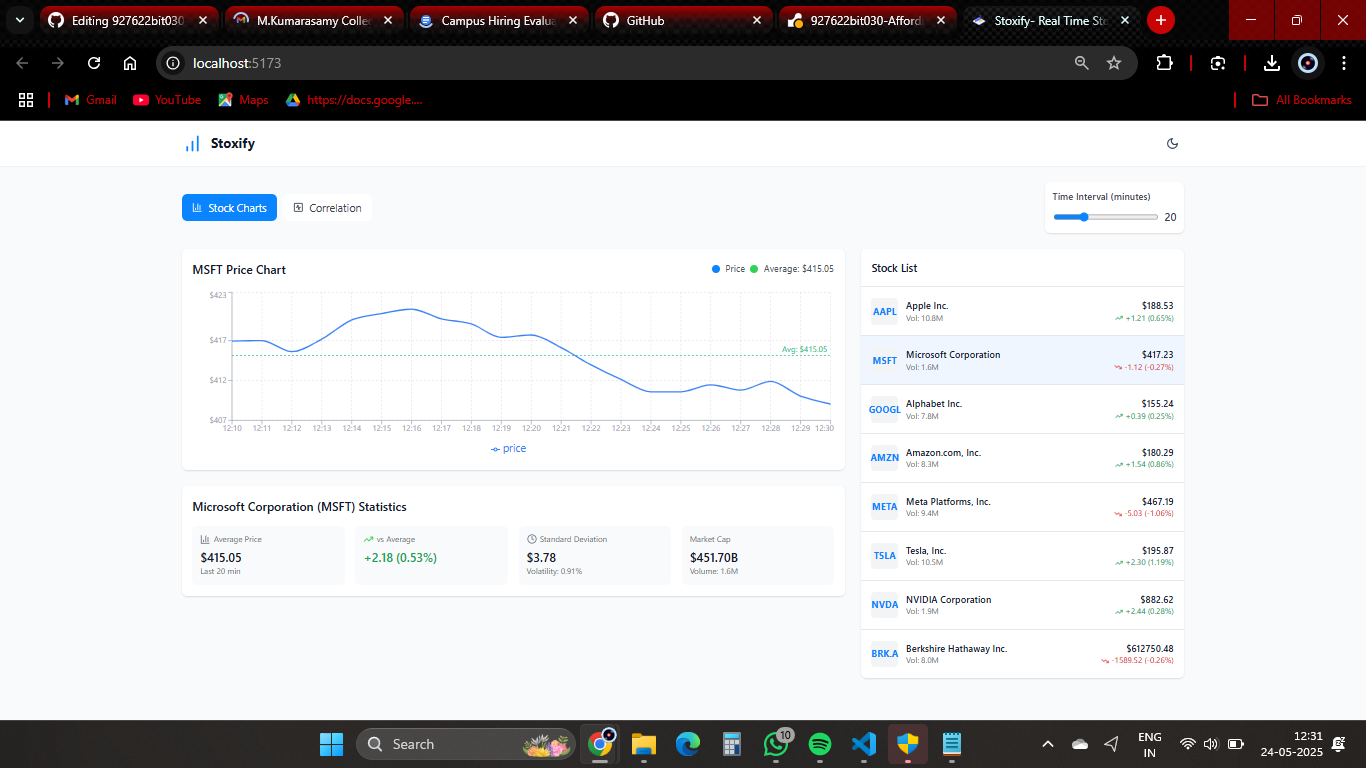 Editing 927622bit030
M.Kumarasamy Colle
Campus Hiring Evalua
GitHub
927622bit030-Afford
Stoxify- Real Time Sto
localhost:5173
Gmail
YouTube
Maps
https://docs.google....
All Bookmarks
Stoxify
Stock Charts
Correlation
Time Interval (minutes)
20
MSFT Price Chart
Price
Average: $415.05
$423
$417
$412
$407
Avg: $415.05
12:10 12:11 12:12 12:13 12:14 12:15 12:16 12:17 12:18 12:19 12:20 12:21 12:22 12:23 12:24 12:25 12:26 12:27 12:28 12:29 12:30
price
Microsoft Corporation (MSFT) Statistics
Average Price
$415.05
Last 20 min
vs Average
+2.18 (0.53%)
Standard Deviation
$3.78
Volatility: 0.91%
Market Cap
$451.70B
Volume: 1.6M
Stock List
AAPL Apple Inc. $188.53
Vol: 10.8M +1.21 (0.65%)
MSFT Microsoft Corporation $417.23
Vol: 1.6M -1.12 (-0.27%)
GOOGL Alphabet Inc. $155.24
Vol: 7.8M +0.39 (0.25%)
AMZN Amazon.com, Inc. $180.29
Vol: 8.3M +1.54 (0.86%)
META Meta Platforms, Inc. $467.19
Vol: 9.4M -5.03 (-1.06%)
TSLA Tesla, Inc. $195.87
Vol: 10.5M +2.30 (1.19%)
NVDA NVIDIA Corporation $882.62
Vol: 1.9M +2.44 (0.28%)
BRK.A Berkshire Hathaway Inc. $612750.48
Vol: 8.0M -1589.52 (-0.26%)
Search
10
ENG
IN
12:31
24-05-2025